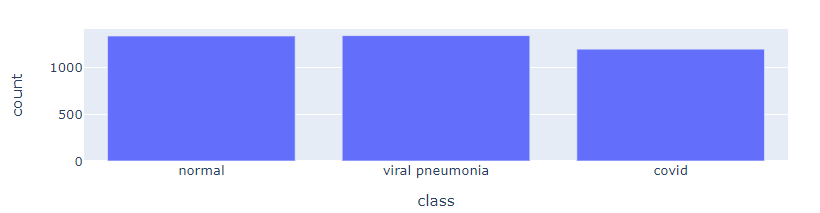 count
1000
500
0
normal viral pneumonia covid
class